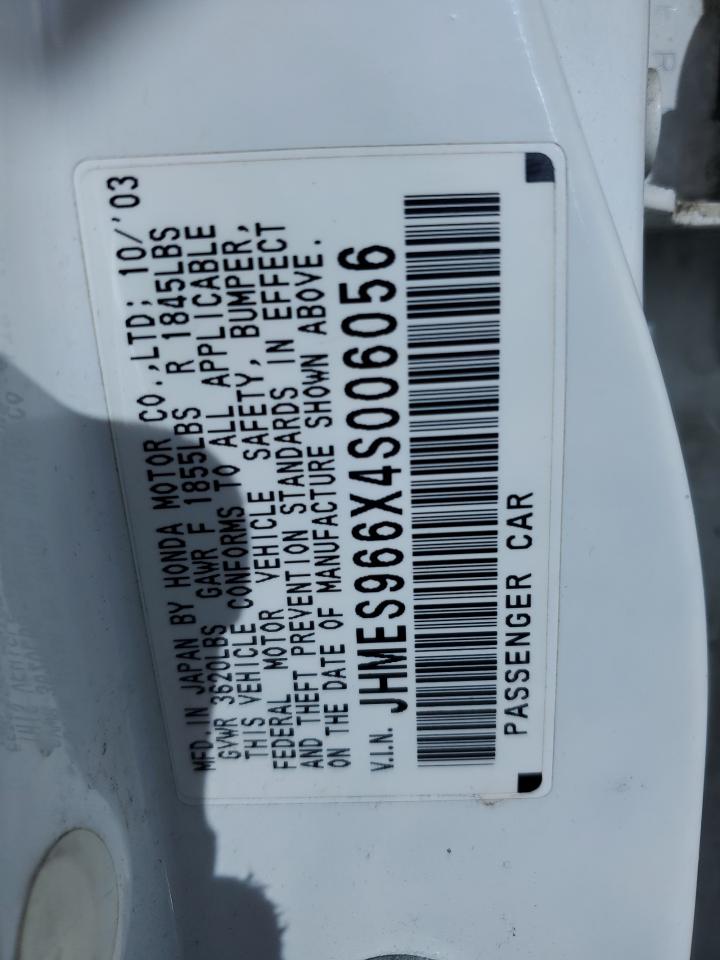 MFD. IN JAPAN BY HONDA MOTOR CO.,LTD; 10/'03
GVWR 3620LBS GAWR F 1855LBS R 1845LBS
THIS VEHICLE CONFORMS TO ALL APPLICABLE
FEDERAL MOTOR VEHICLE SAFETY, BUMPER,
AND THEFT PREVENTION STANDARDS IN EFFECT
ON THE DATE OF MANUFACTURE SHOWN ABOVE.
V.I.N. JHMES966X4S006056
PASSENGER CAR